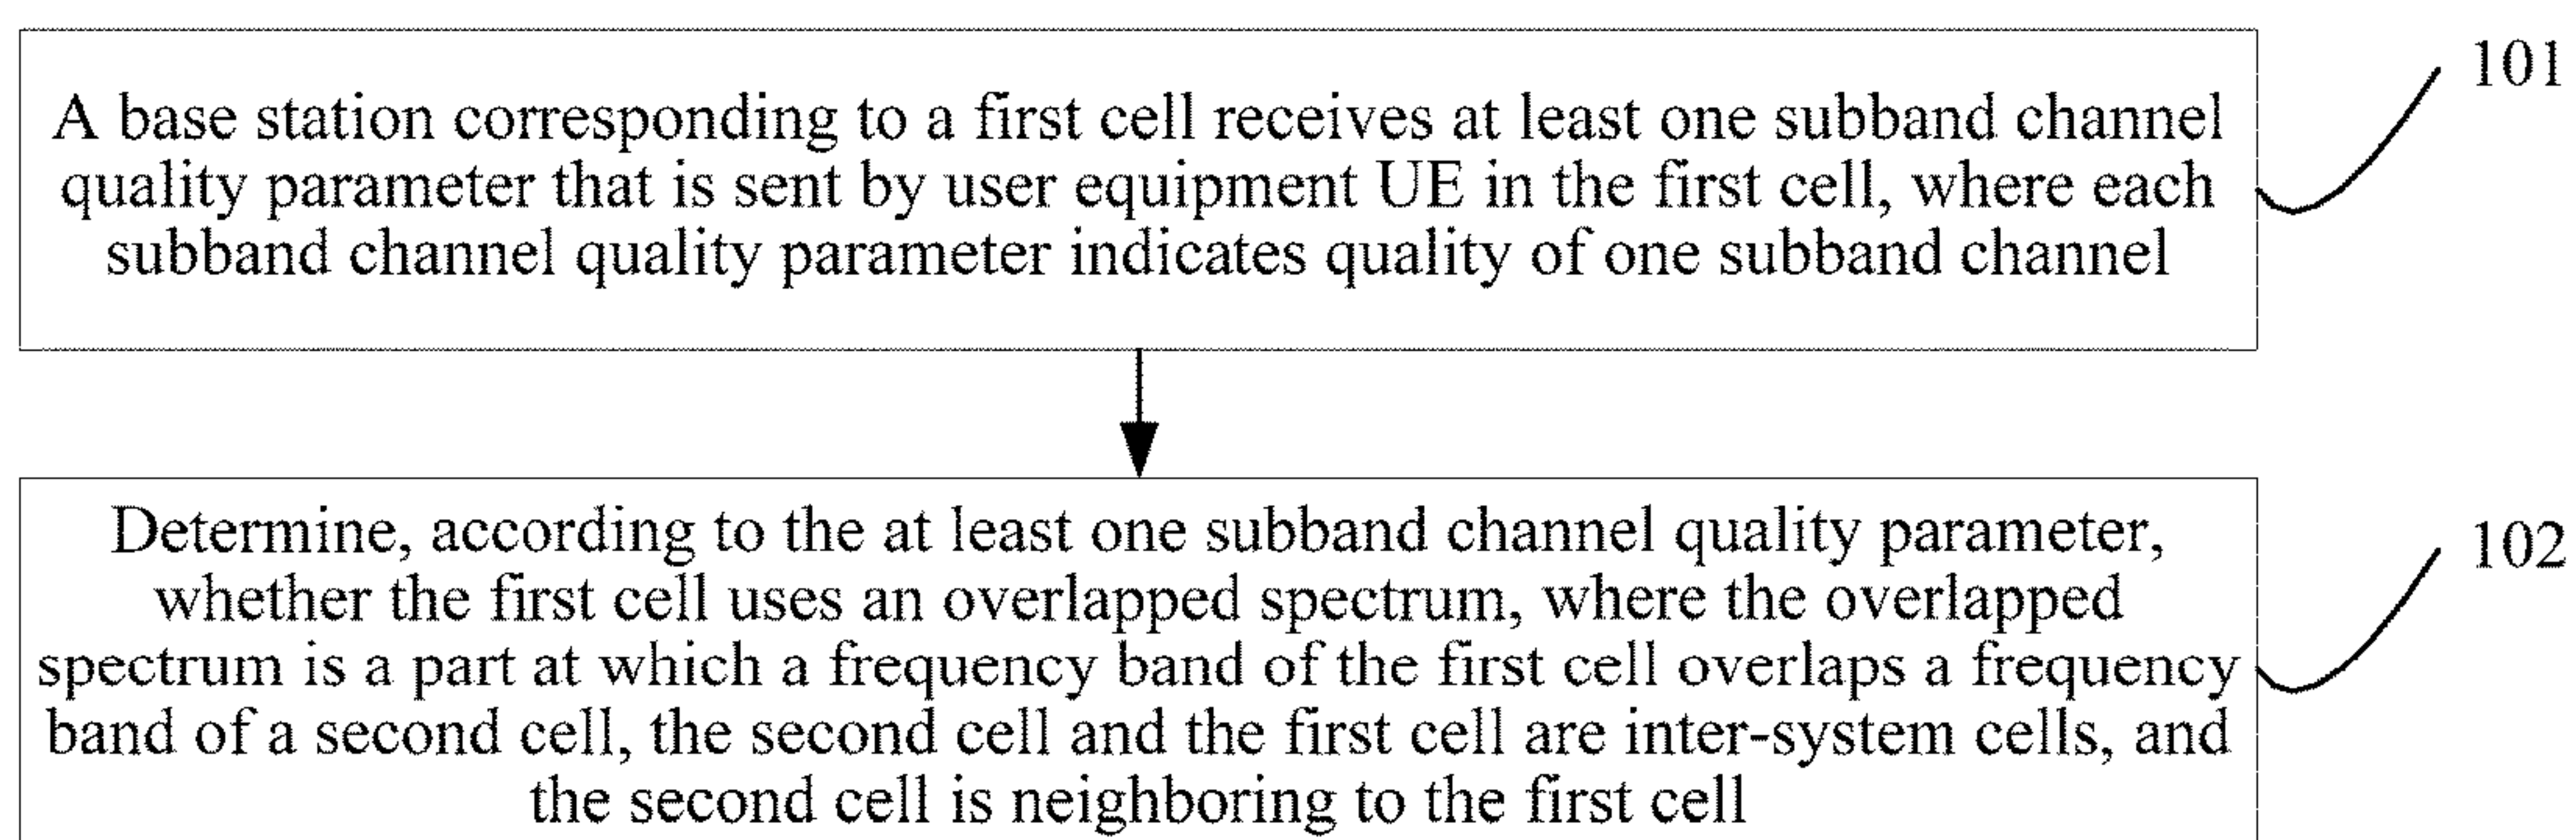 A base station corresponding to a first cell receives at least one subband channel
quality parameter that is sent by user equipment UE in the first cell, where each
subband channel quality parameter indicates quality of one subband channel
101
Determine, according to the at least one subband channel quality parameter,
whether the first cell uses an overlapped spectrum, where the overlapped
spectrum is a part at which a frequency band of the first cell overlaps a frequency
band of a second cell, the second cell and the first cell are inter-system cells, and
the second cell is neighboring to the first cell
102